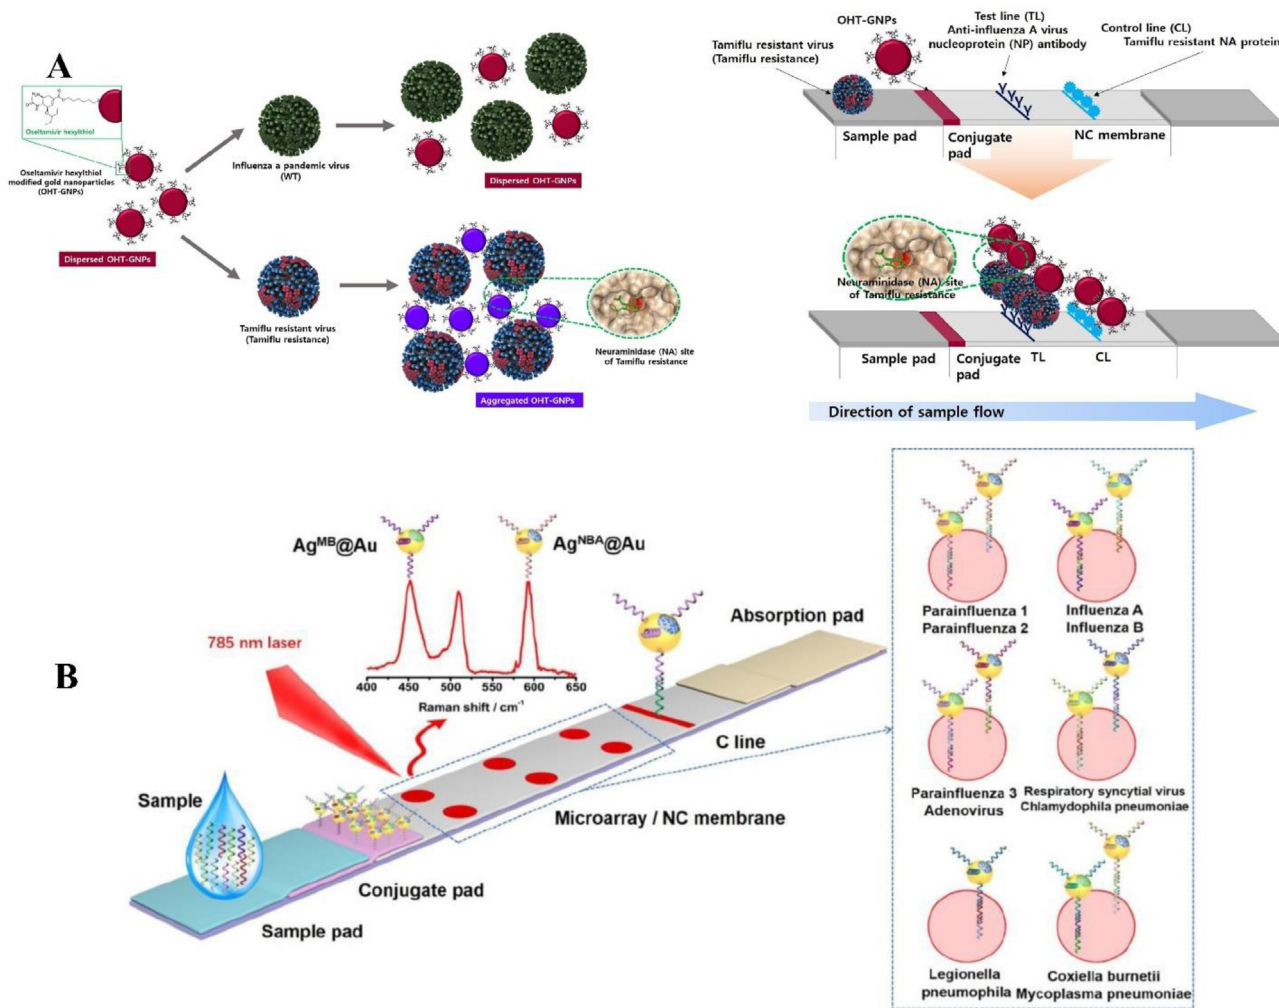 A
Oseltamivir hexylthiol
Oseltamivir hexylthiol
modified gold nanoparticles
(OHT-GNPs)
Dispersed OHT-GNPs
Influenza a pandemic virus
(WT)
Dispersed OHT-GNPs
Tamiflu resistant virus
(Tamiflu resistance)
Aggregated OHT-GNPs
Neuraminidase (NA) site
of Tamiflu resistance
OHT-GNPs
Tamiflu resistant virus
(Tamiflu resistance)
Test line (TL)
Anti-influenza A virus
nucleoprotein (NP) antibody
Control line (CL)
Tamiflu resistant NA protein
Sample pad
Conjugate
pad
NC membrane
Neuraminidase (NA) site
of Tamiflu resistance
Sample pad
Conjugate
pad
TL
CL
Direction of sample flow
B
785 nm laser
Ag^MB@Au
Ag^NBA@Au
400 450 500 550 600 650
Raman shift / cm⁻¹
Sample
Sample pad
Conjugate pad
Microarray / NC membrane
C line
Absorption pad
Parainfluenza 1
Parainfluenza 2
Influenza A
Influenza B
Parainfluenza 3
Adenovirus
Respiratory syncytial virus
Chlamydophila pneumoniae
Legionella
pneumophila
Coxiella burnetii
Mycoplasma pneumoniae